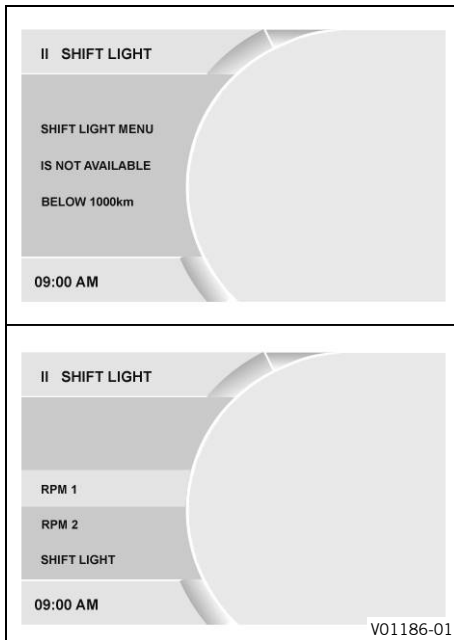 II SHIFT LIGHT
SHIFT LIGHT MENU
IS NOT AVAILABLE
BELOW 1000km
09:00 AM
II SHIFT LIGHT
RPM 1
RPM 2
SHIFT LIGHT
09:00 AM
V01186-01